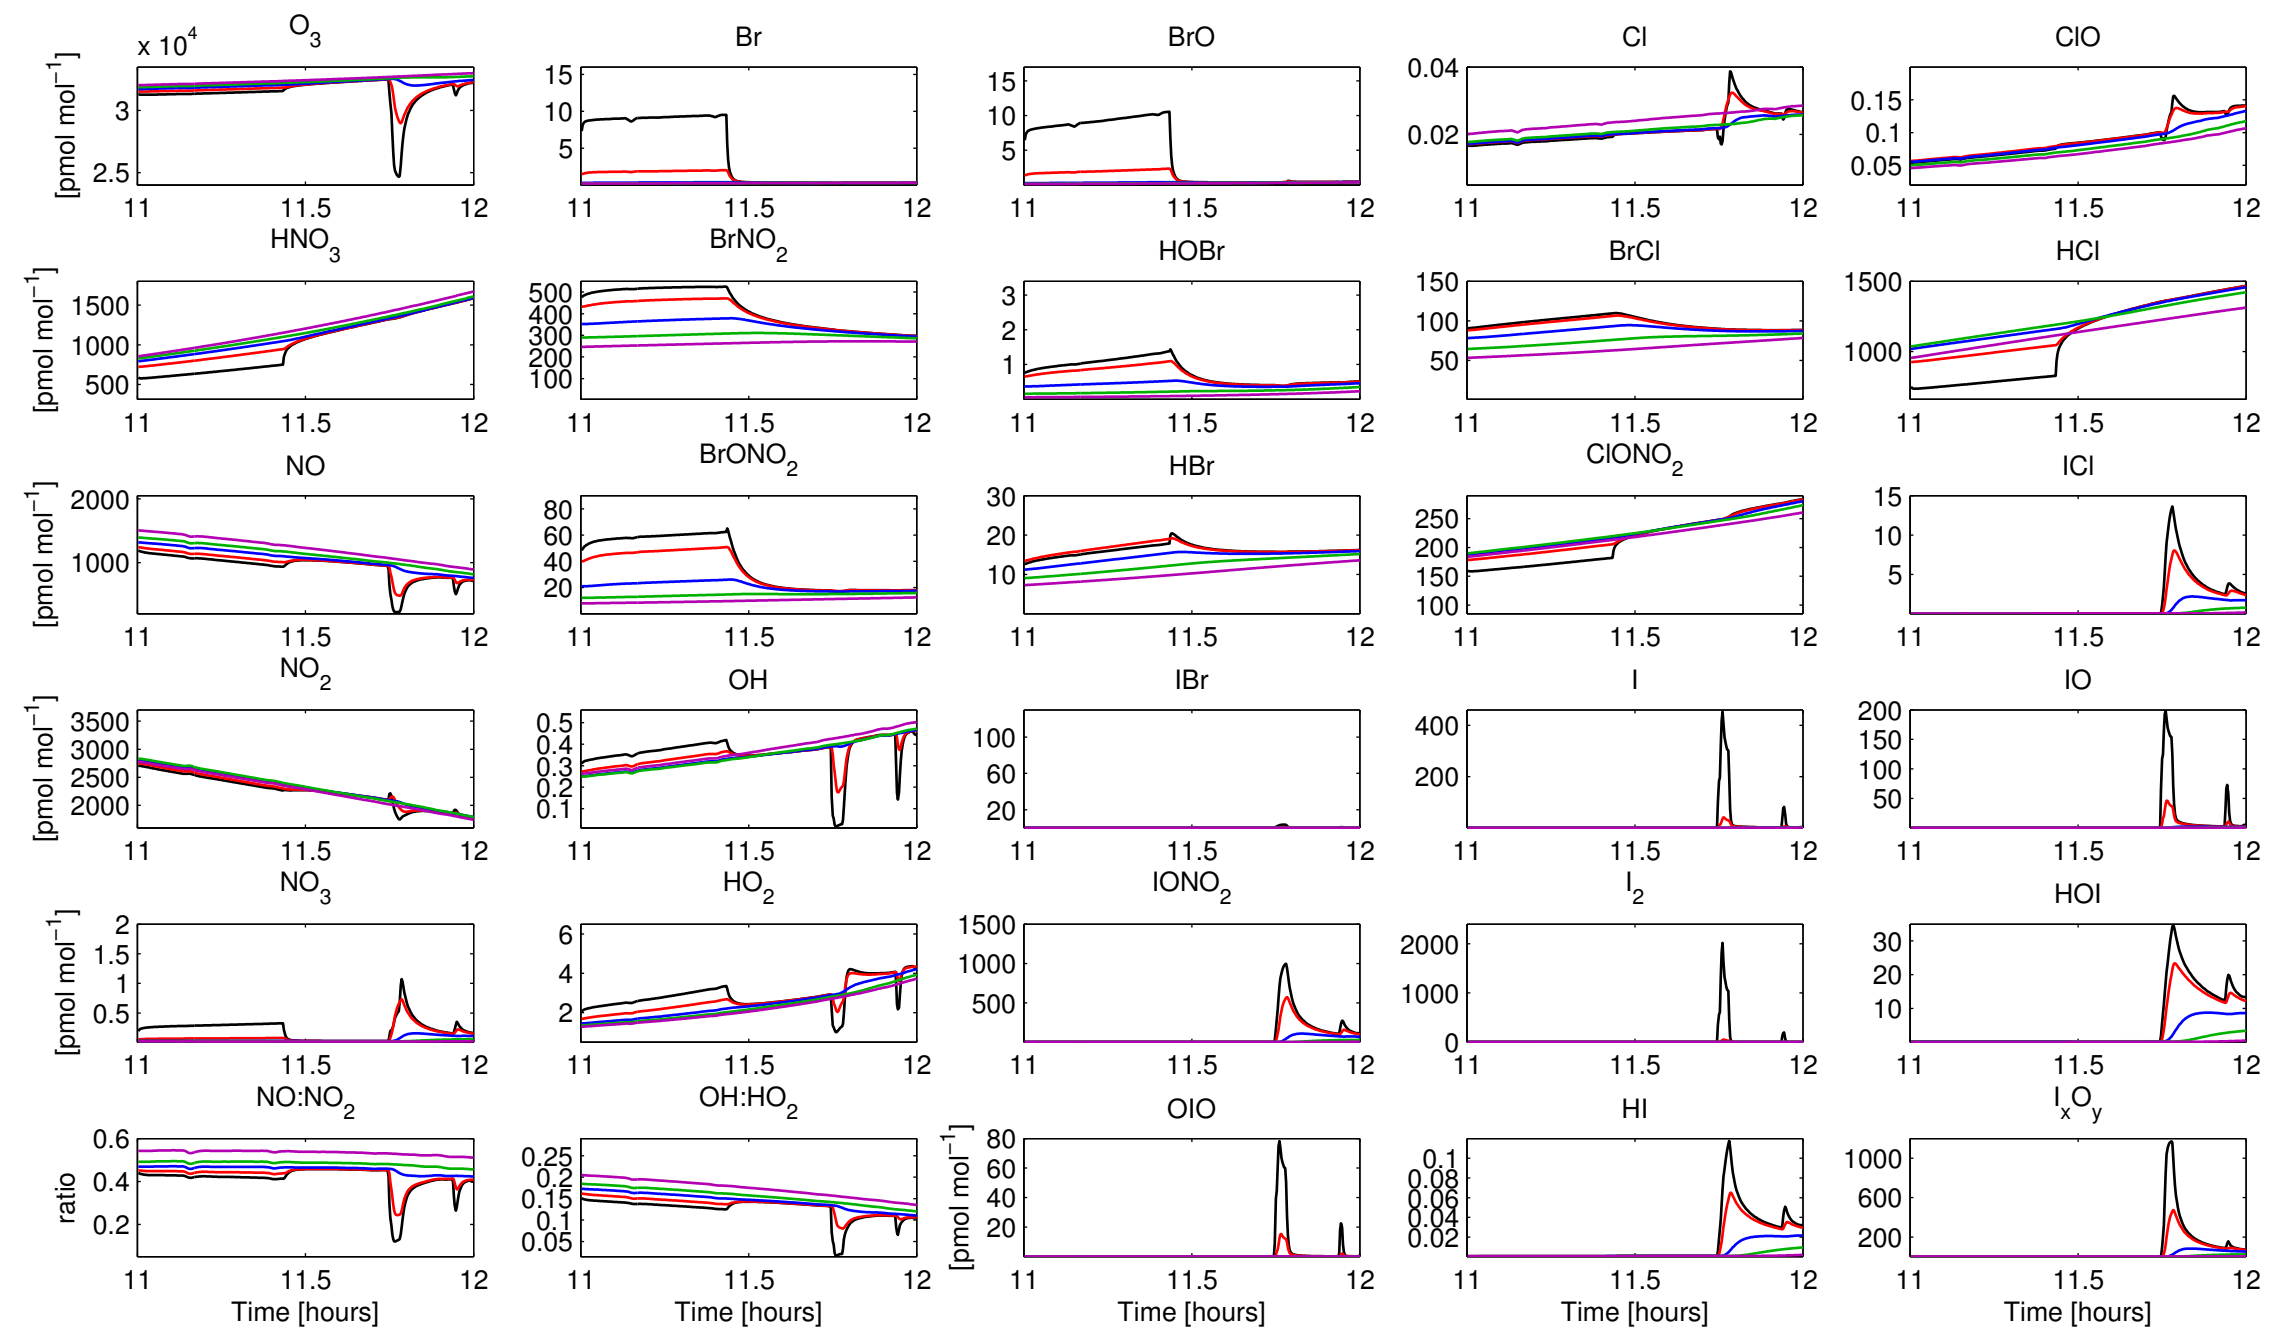 O3 Br BrO Cl ClO
x 10^4
[pmol mol−1] 3 2.5 15 10 5 15 10 5 0.04 0.02 0.15 0.1 0.05
11 11.5 12 11 11.5 12 11 11.5 12 11 11.5 12 11 11.5 12
HNO3 BrNO2 HOBr BrCl HCl
[pmol mol−1] 1500 1000 500 500 400 300 200 100 3 2 1 150 100 50 1500 1000
11 11.5 12 11 11.5 12 11 11.5 12 11 11.5 12 11 11.5 12
NO BrONO2 HBr ClONO2 ICl
[pmol mol−1] 2000 1000 80 60 40 20 30 20 10 250 200 150 100 15 10 5
11 11.5 12 11 11.5 12 11 11.5 12 11 11.5 12 11 11.5 12
NO2 OH IBr I IO
[pmol mol−1] 3500 3000 2500 2000 0.5 0.4 0.3 0.2 0.1 100 60 20 400 200 200 150 100 50
11 11.5 12 11 11.5 12 11 11.5 12 11 11.5 12 11 11.5 12
NO3 HO2 IONO2 I2 HOI
[pmol mol−1] 2 1.5 1 0.5 6 4 2 1500 1000 500 2000 1000 0 30 20 10
11 11.5 12 11 11.5 12 11 11.5 12 11 11.5 12 11 11.5 12
NO:NO2 OH:HO2 OIO HI IxOy
ratio 0.6 0.4 0.2 0.25 0.2 0.15 0.1 0.05 [pmol mol−1] 80 60 40 20 0.1 0.08 0.06 0.04 0.02 1000 600 200
11 11.5 12 11 11.5 12 11 11.5 12 11 11.5 12 11 11.5 12
Time [hours] Time [hours] Time [hours] Time [hours] Time [hours]